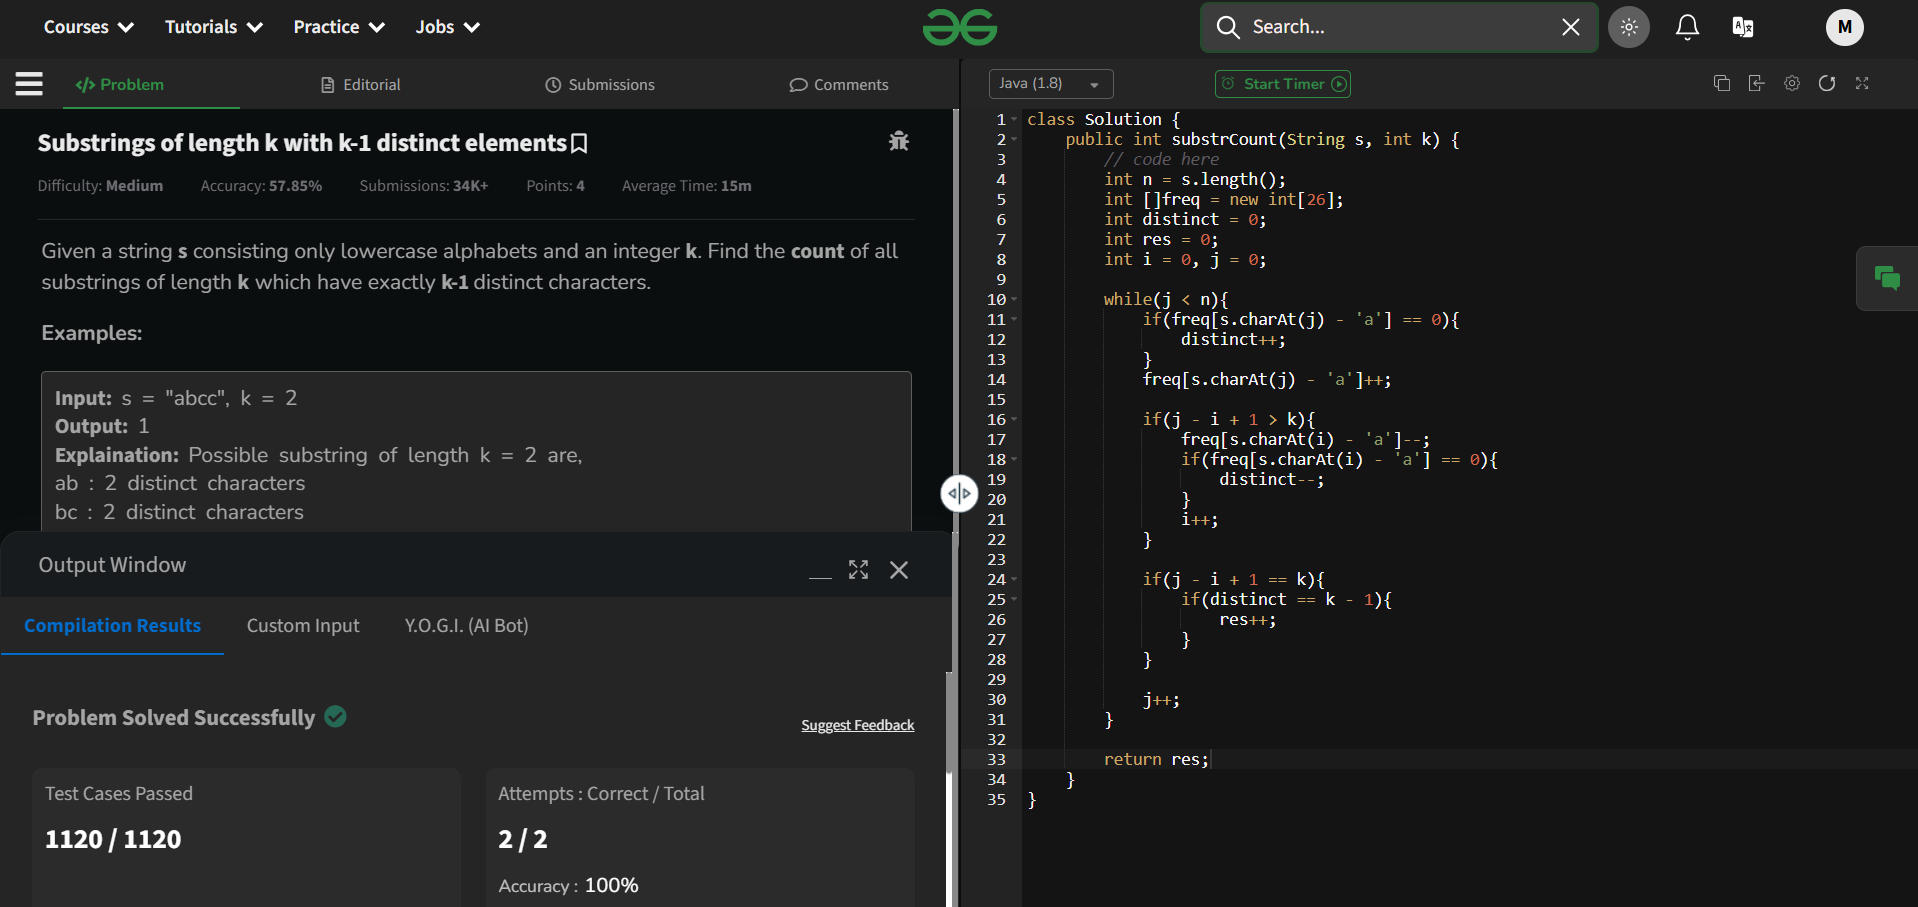 Courses Tutorials Practice Jobs Search... M
Problem Editorial Submissions Comments
Java (1.8) Start Timer
Substrings of length k with k-1 distinct elements
Difficulty: Medium Accuracy: 57.85% Submissions: 34K+ Points: 4 Average Time: 15m
Given a string s consisting only lowercase alphabets and an integer k. Find the count of all
substrings of length k which have exactly k-1 distinct characters.
Examples:
Input: s = "abcc", k = 2
Output: 1
Explaination: Possible substring of length k = 2 are,
ab : 2 distinct characters
bc : 2 distinct characters
Output Window
Compilation Results Custom Input Y.O.G.I. (AI Bot)
Problem Solved Successfully
Suggest Feedback
Test Cases Passed
1120 / 1120
Attempts : Correct / Total
2 / 2
Accuracy : 100%
1 class Solution {
2 public int substrCount(String s, int k) {
3 // code here
4 int n = s.length();
5 int []freq = new int[26];
6 int distinct = 0;
7 int res = 0;
8 int i = 0, j = 0;
9
10 while(j < n){
11 if(freq[s.charAt(j) - 'a'] == 0){
12 distinct++;
13 }
14 freq[s.charAt(j) - 'a']++;
15
16 if(j - i + 1 > k){
17 freq[s.charAt(i) - 'a']--;
18 if(freq[s.charAt(i) - 'a'] == 0){
19 distinct--;
20 }
21 i++;
22 }
23
24 if(j - i + 1 == k){
25 if(distinct == k - 1){
26 res++;
27 }
28 }
29
30 j++;
31 }
32
33 return res;
34 }
35 }